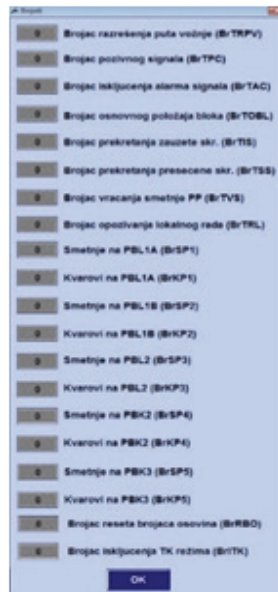 Brojači
0 Brojac razrešenja puta vožnje (BrTRPV)
0 Brojac pozivnog signala (BrTPC)
0 Brojac iskljucenja alarma signala (BrTAC)
0 Brojac osnovnog položaja bloka (BrTOBL)
0 Brojac prekretanja zauzete skr. (BrTIS)
0 Brojac prekretanja presecene skr. (BrTSS)
0 Brojac vracanja smetnje PP (BrTVS)
0 Brojac opozivanja lokalnog rada (BrTRL)
0 Smetnje na PBL1A (BrSP1)
0 Kvarovi na PBL1A (BrKP1)
0 Smetnje na PBL1B (BrSP2)
0 Kvarovi na PBL1B (BrKP2)
0 Smetnje na PBL2 (BrSP3)
0 Kvarovi na PBL2 (BrKP3)
0 Smetnje na PBK2 (BrSP4)
0 Kvarovi na PBK2 (BrKP4)
0 Smetnje na PBK3 (BrSP5)
0 Kvarovi na PBK3 (BrKP5)
0 Brojac reseta brojaca osovina (BrRBO)
0 Brojac iskljucenja TK režima (BrITK)
OK